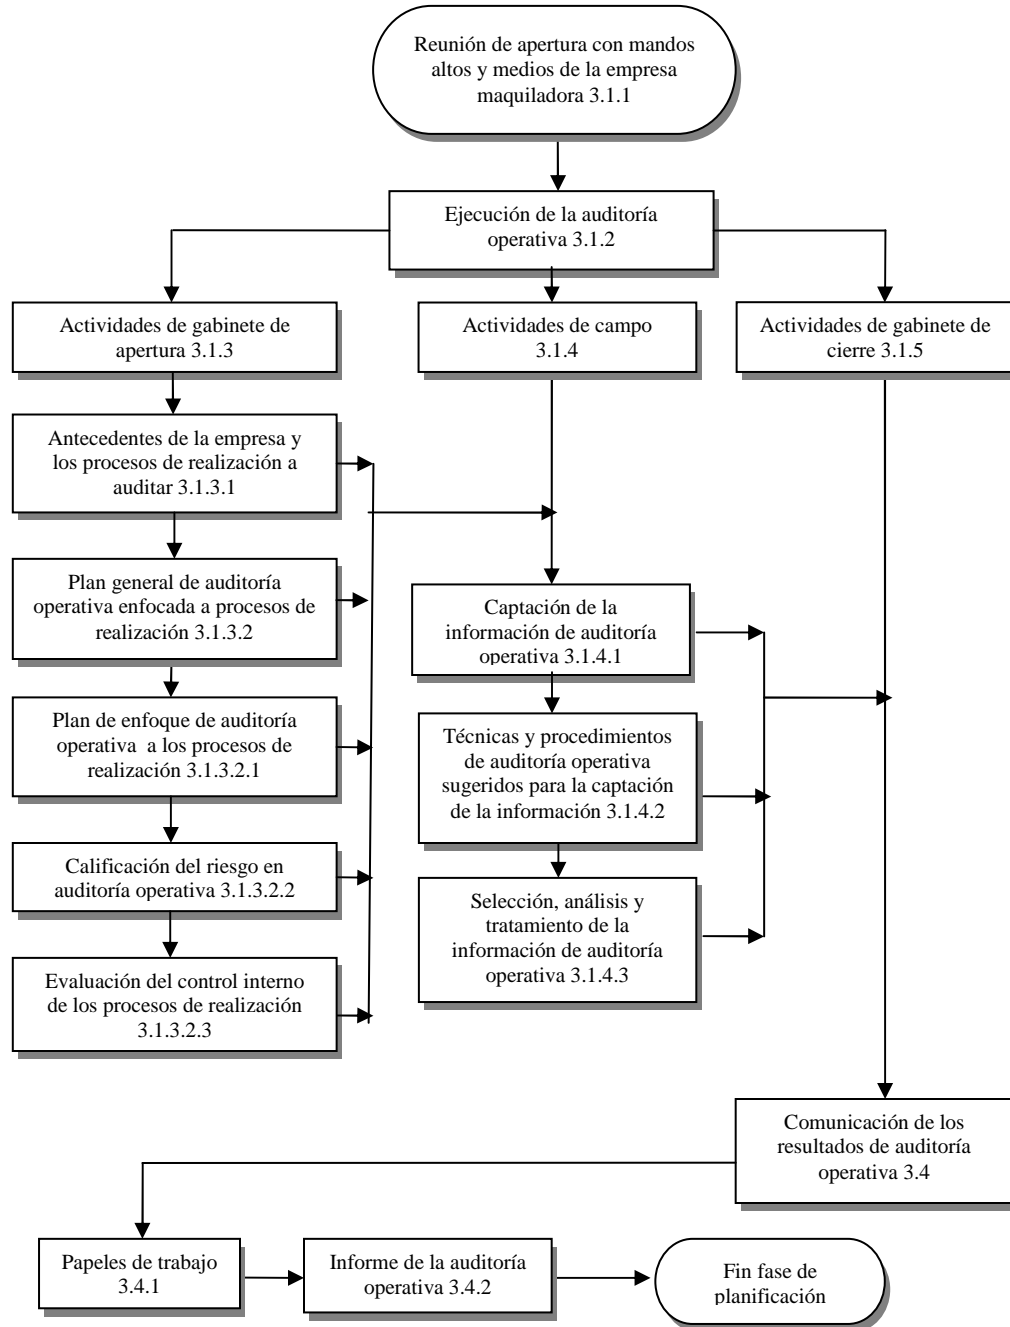 Reunión de apertura con mandos
altos y medios de la empresa
maquiladora 3.1.1
Ejecución de la auditoría
operativa 3.1.2
Actividades de gabinete de
apertura 3.1.3
Actividades de campo
3.1.4
Actividades de gabinete de
cierre 3.1.5
Antecedentes de la empresa y
los procesos de realización a
auditar 3.1.3.1
Plan general de auditoría
operativa enfocada a procesos de
realización 3.1.3.2
Plan de enfoque de auditoría
operativa a los procesos de
realización 3.1.3.2.1
Calificación del riesgo en
auditoría operativa 3.1.3.2.2
Evaluación del control interno
de los procesos de realización
3.1.3.2.3
Captación de la
información de auditoría
operativa 3.1.4.1
Técnicas y procedimientos
de auditoría operativa
sugeridos para la captación
de la información 3.1.4.2
Selección, análisis y
tratamiento de la
información de auditoría
operativa 3.1.4.3
Comunicación de los
resultados de auditoría
operativa 3.4
Papeles de trabajo
3.4.1
Informe de la auditoría
operativa 3.4.2
Fin fase de
planificación